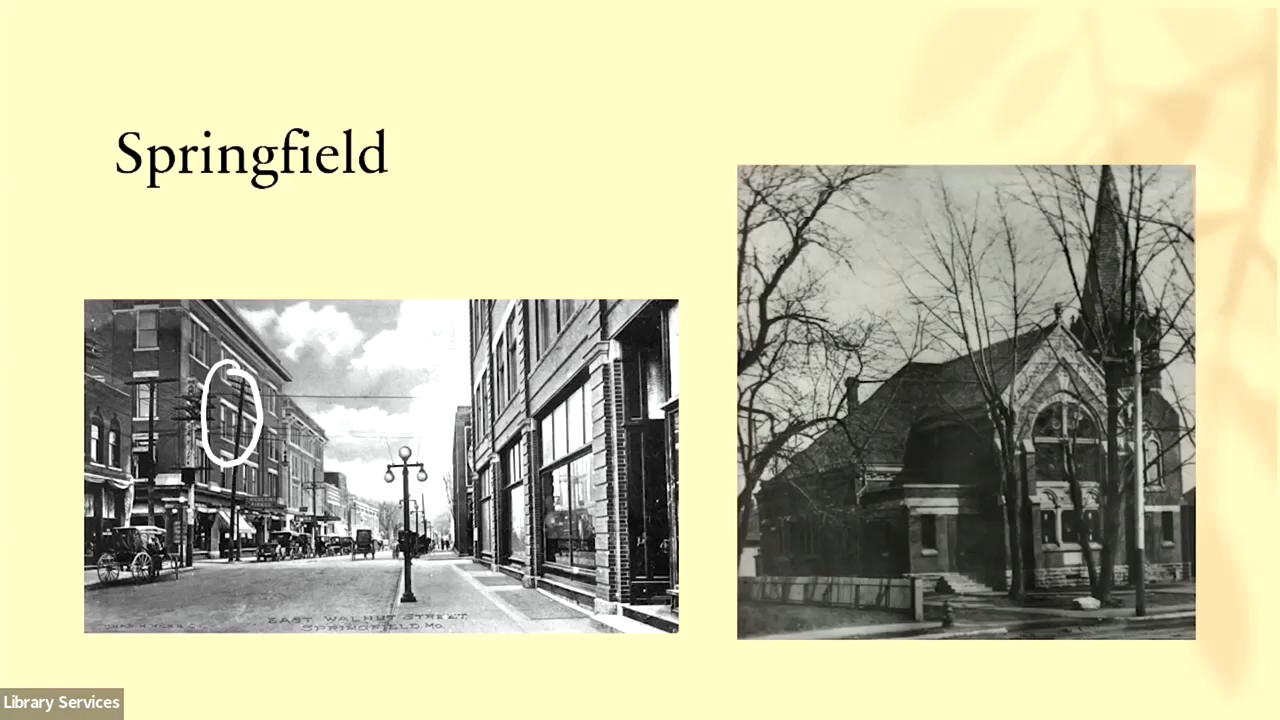 Springfield
EAST WALNUT STREET.
SPRINGFIELD, MO.
Library Services